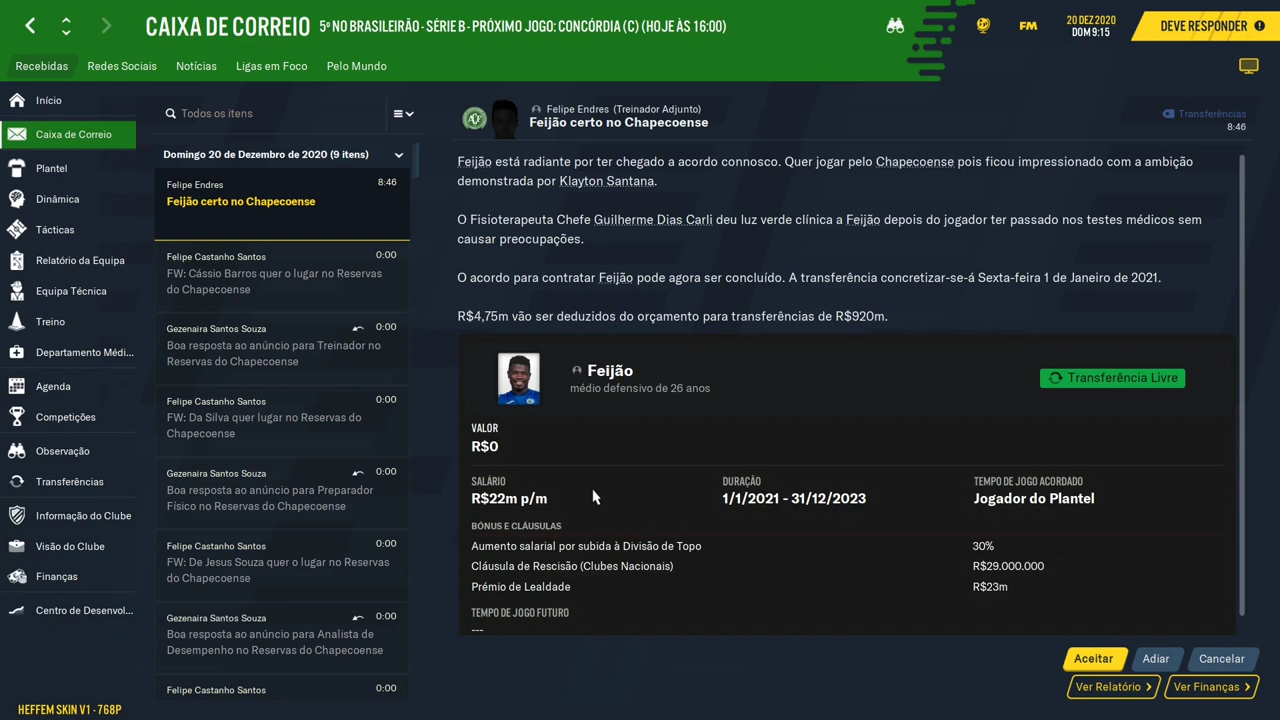 CAIXA DE CORREIO
5º NO BRASILEIRÃO - SÉRIE B - PRÓXIMO JOGO: CONCÓRDIA (C) (HOJE ÀS 16:00)
FM
20 DEZ 2020
DOM 9:15
DEVE RESPONDER
Recebidas
Redes Sociais
Notícias
Ligas em Foco
Pelo Mundo
Início
Caixa de Correio
Plantel
Dinâmica
Tácticas
Relatório da Equipa
Equipa Técnica
Treino
Departamento Médi...
Agenda
Competições
Observação
Transferências
Informação do Clube
Visão do Clube
Finanças
Centro de Desenvol...
HEFFEM SKIN V1 - 768P
Todos os itens
Domingo 20 de Dezembro de 2020 (9 itens)
Felipe Endres 8:46
Feijão certo no Chapecoense
Felipe Castanho Santos 0:00
FW: Cássio Barros quer o lugar no Reservas
do Chapecoense
Gezenaira Santos Souza 0:00
Boa resposta ao anúncio para Treinador no
Reservas do Chapecoense
Felipe Castanho Santos 0:00
FW: Da Silva quer lugar no Reservas do
Chapecoense
Gezenaira Santos Souza 0:00
Boa resposta ao anúncio para Preparador
Físico no Reservas do Chapecoense
Felipe Castanho Santos 0:00
FW: De Jesus Souza quer o lugar no Reservas
do Chapecoense
Gezenaira Santos Souza 0:00
Boa resposta ao anúncio para Analista de
Desempenho no Reservas do Chapecoense
Felipe Castanho Santos 0:00
Felipe Endres (Treinador Adjunto)
Feijão certo no Chapecoense
Transferências
8:46
Feijão está radiante por ter chegado a acordo connosco. Quer jogar pelo Chapecoense pois ficou impressionado com a ambição
demonstrada por Klayton Santana.
O Fisioterapeuta Chefe Guilherme Dias Carli deu luz verde clínica a Feijão depois do jogador ter passado nos testes médicos sem
causar preocupações.
O acordo para contratar Feijão pode agora ser concluído. A transferência concretizar-se-á Sexta-feira 1 de Janeiro de 2021.
R$4,75m vão ser deduzidos do orçamento para transferências de R$920m.
Feijão
médio defensivo de 26 anos
Transferência Livre
VALOR
R$0
SALÁRIO
R$22m p/m
DURAÇÃO
1/1/2021 - 31/12/2023
TEMPO DE JOGO ACORDADO
Jogador do Plantel
BÓNUS E CLÁUSULAS
Aumento salarial por subida à Divisão de Topo 30%
Cláusula de Rescisão (Clubes Nacionais) R$29.000.000
Prémio de Lealdade R$23m
TEMPO DE JOGO FUTURO
---
Aceitar
Adiar
Cancelar
Ver Relatório
Ver Finanças